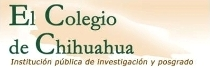 El Colegio
de Chihuahua
Institución pública de investigación y posgrado